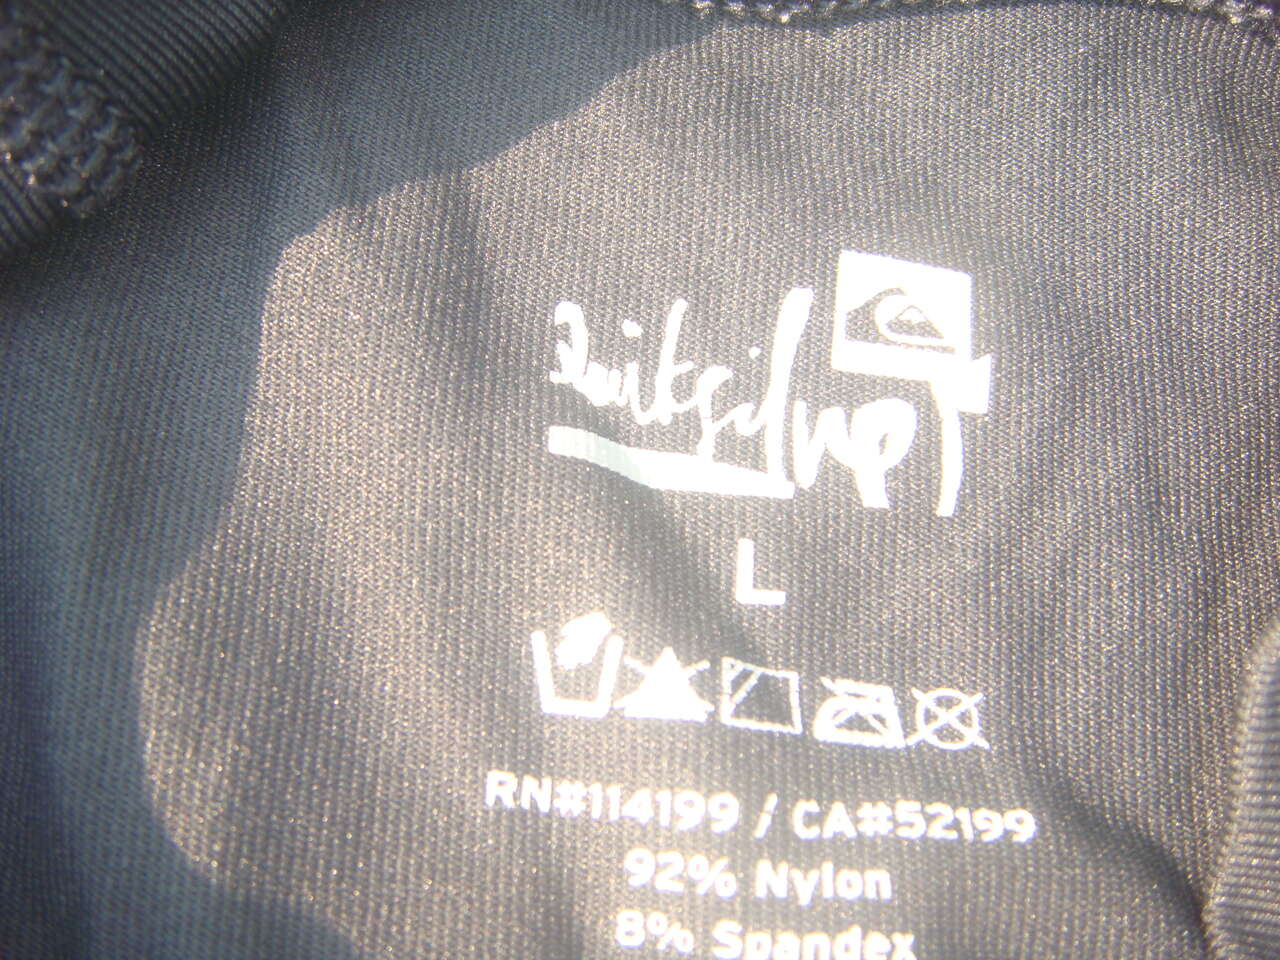 Quiksilver
L
RN#114199 / CA#52199
92% Nylon
8% Spandex